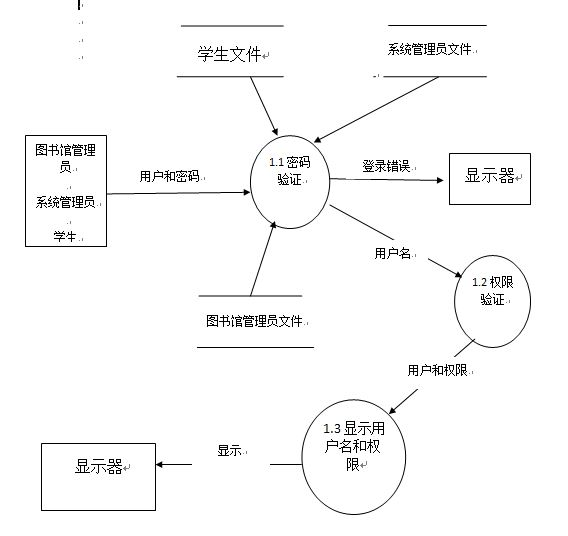 学生文件
系统管理员文件
图书馆管理
员
系统管理员
学生
用户和密码
1.1密码
验证
登录错误
显示器
用户名
1.2权限
验证
图书馆管理员文件
用户和权限
1.3显示用
户名和权
限
显示
显示器